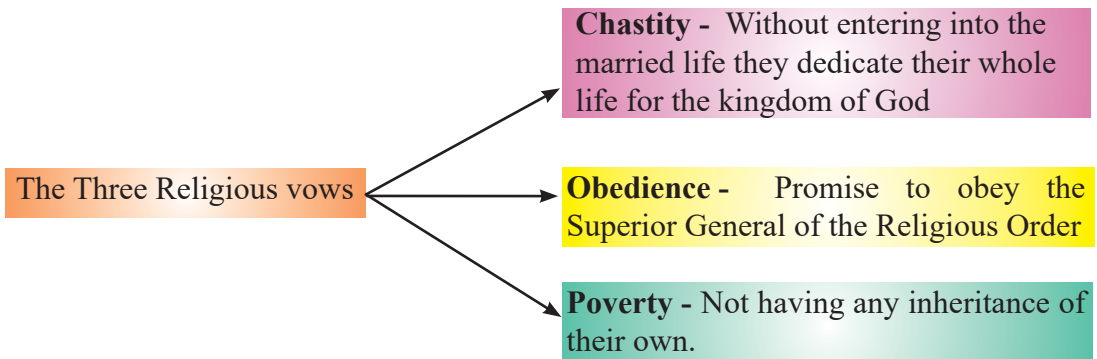 Chastity - Without entering into the
married life they dedicate their whole
life for the kingdom of God
The Three Religious vows
Obedience - Promise to obey the
Superior General of the Religious Order
Poverty - Not having any inheritance of
their own.